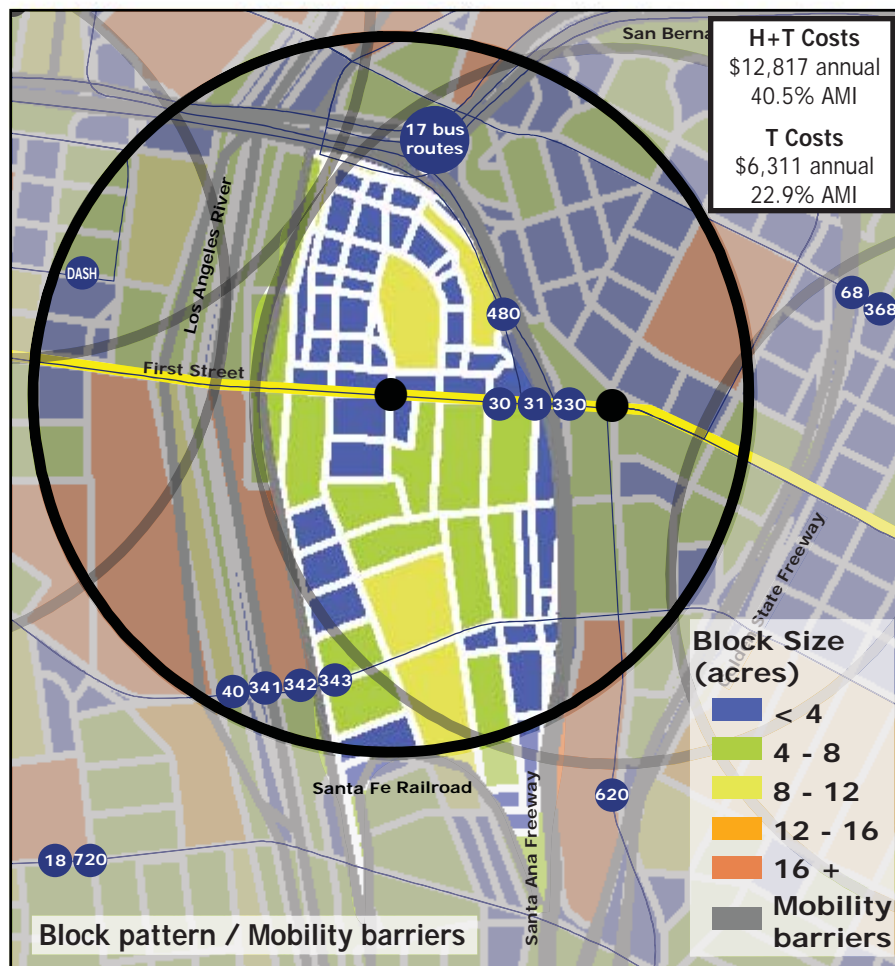 San Berna
H+T Costs
$12,817 annual
40.5% AMI
T Costs
$6,311 annual
22.9% AMI
17 bus
routes
Los Angeles River
DASH
68
368
480
First Street
30
31
330
40
341
342
343
State Freeway
Santa Fe Railroad
Santa Ana Freeway
620
18
720
Block Size
(acres)
< 4
4 - 8
8 - 12
12 - 16
16 +
Mobility
barriers
Block pattern / Mobility barriers